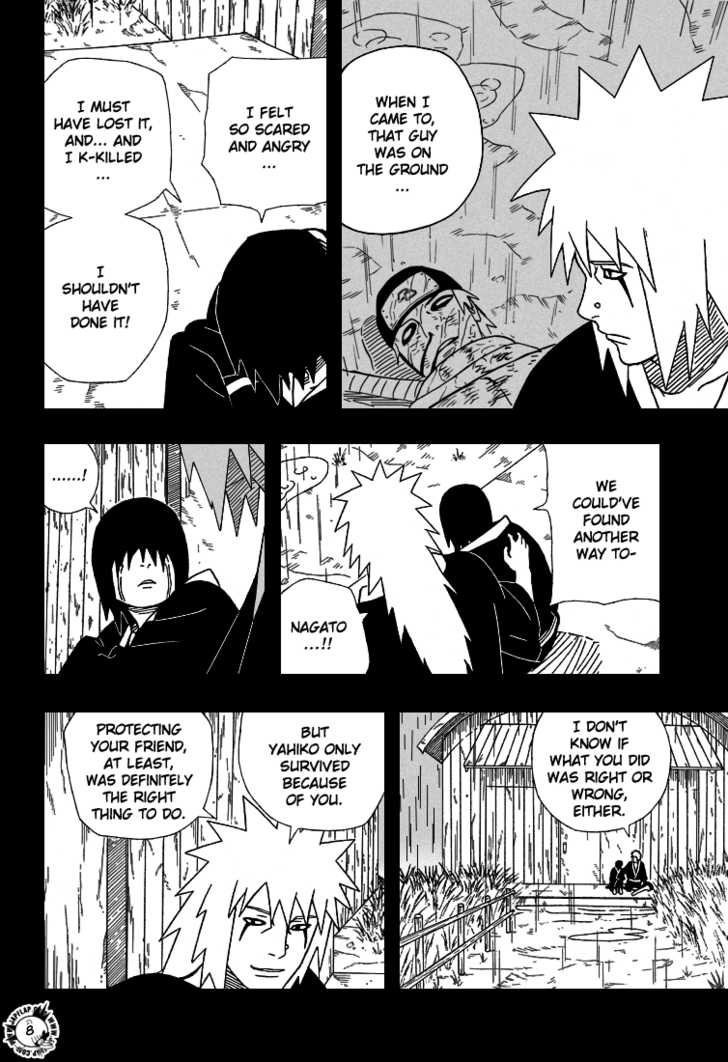 WHEN I
CAME TO,
THAT GUY
WAS ON
THE GROUND
...
I FELT
SO SCARED
AND ANGRY
...
I MUST
HAVE LOST IT,
AND... AND
I K-KILLED
...
I
SHOULDN'T
HAVE
DONE IT!
WE
COULD'VE
FOUND
ANOTHER
WAY TO-
NAGATO
...!!
......!
I DON'T
KNOW IF
WHAT YOU DID
WAS RIGHT OR
WRONG,
EITHER.
BUT
YAHIKO ONLY
SURVIVED
BECAUSE
OF YOU.
PROTECTING
YOUR FRIEND,
AT LEAST,
WAS DEFINITELY
THE RIGHT
THING TO DO.
8